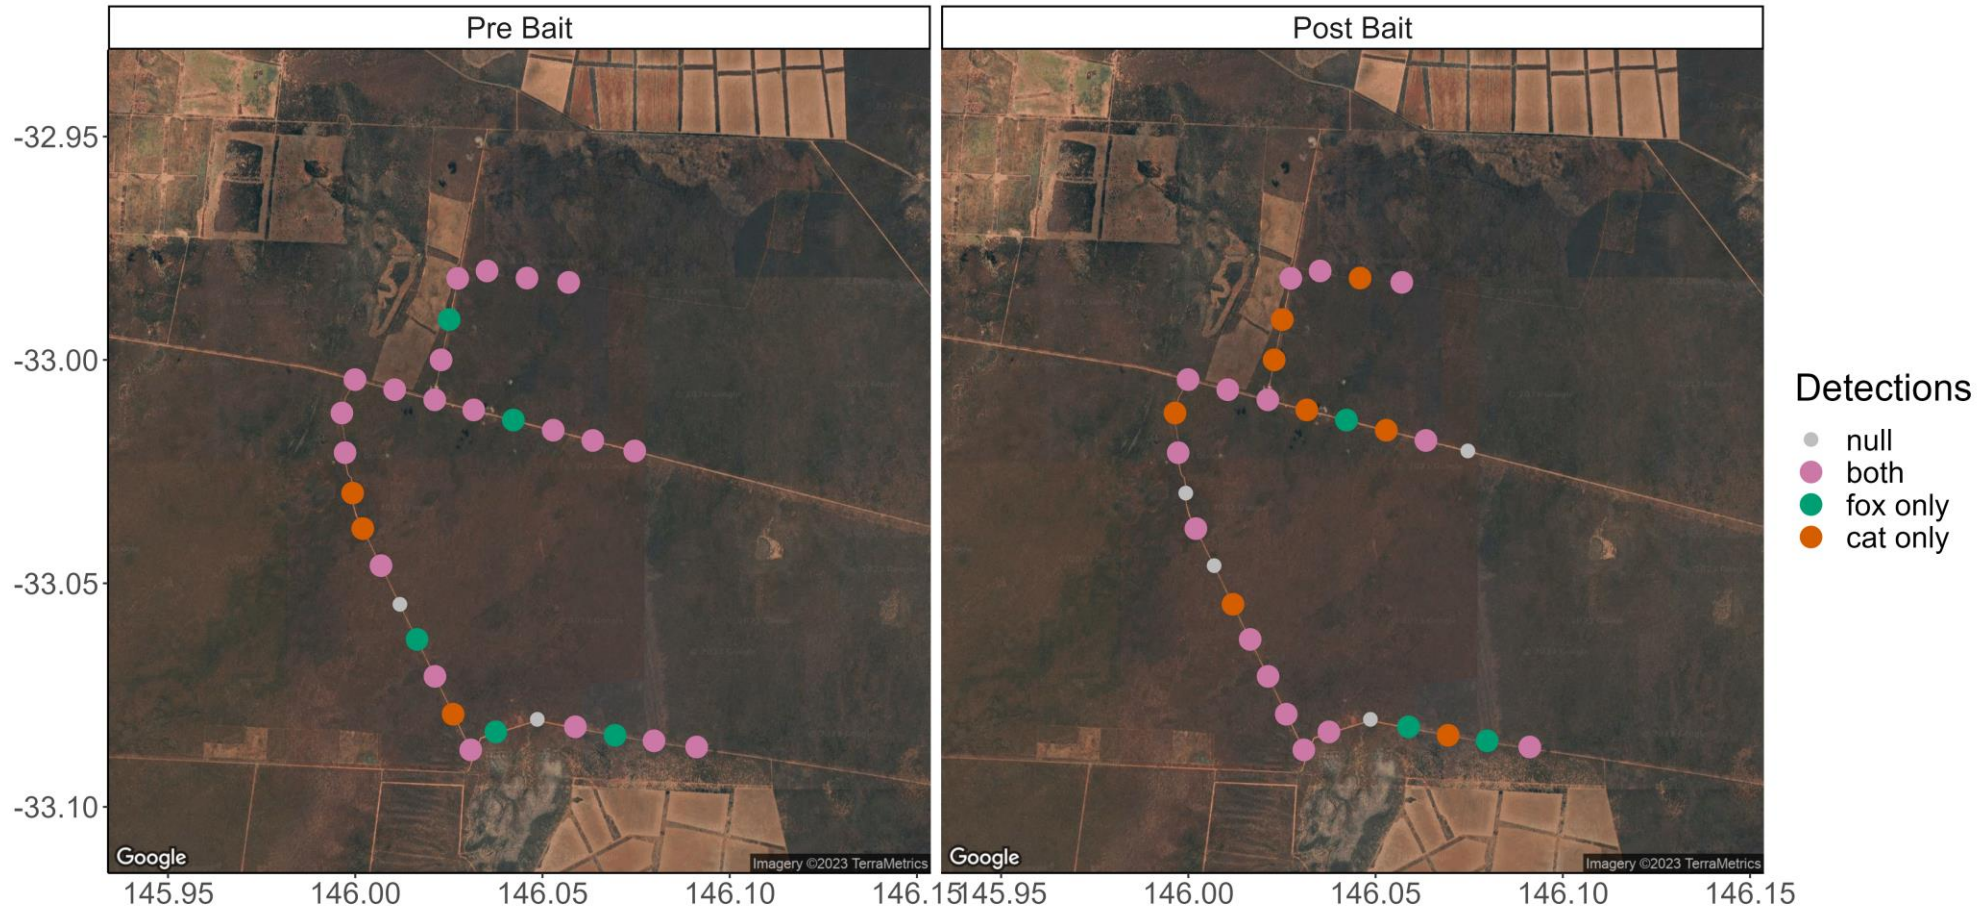 Pre Bait
Post Bait
-32.95
-33.00
-33.05
-33.10
Google
Imagery ©2023 TerraMetrics
Google
Imagery ©2023 TerraMetrics
145.95
146.00
146.05
146.10
146.15
145.95
146.00
146.05
146.10
146.15
Detections
null
both
fox only
cat only